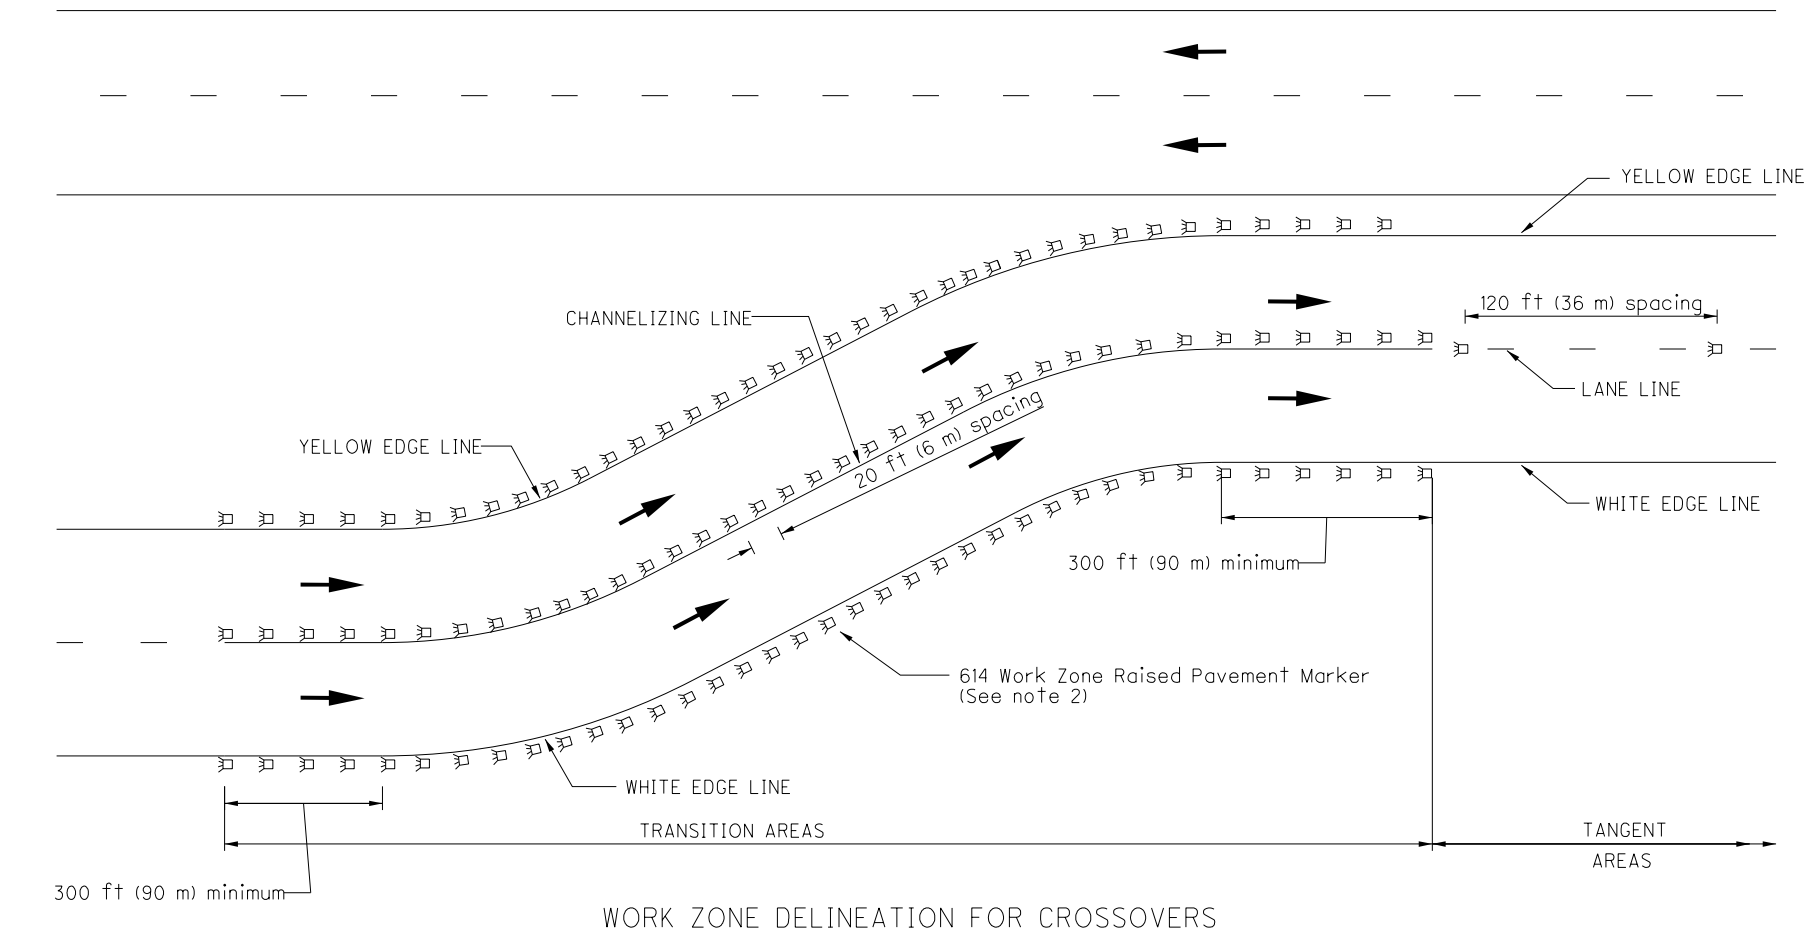 YELLOW EDGE LINE
120 ft (36 m) spacing
CHANNELIZING LINE
LANE LINE
20 ft (6 m) spacing
YELLOW EDGE LINE
WHITE EDGE LINE
300 ft (90 m) minimum
614 Work Zone Raised Pavement Marker
(See note 2)
WHITE EDGE LINE
TRANSITION AREAS
TANGENT
AREAS
300 ft (90 m) minimum
WORK ZONE DELINEATION FOR CROSSOVERS